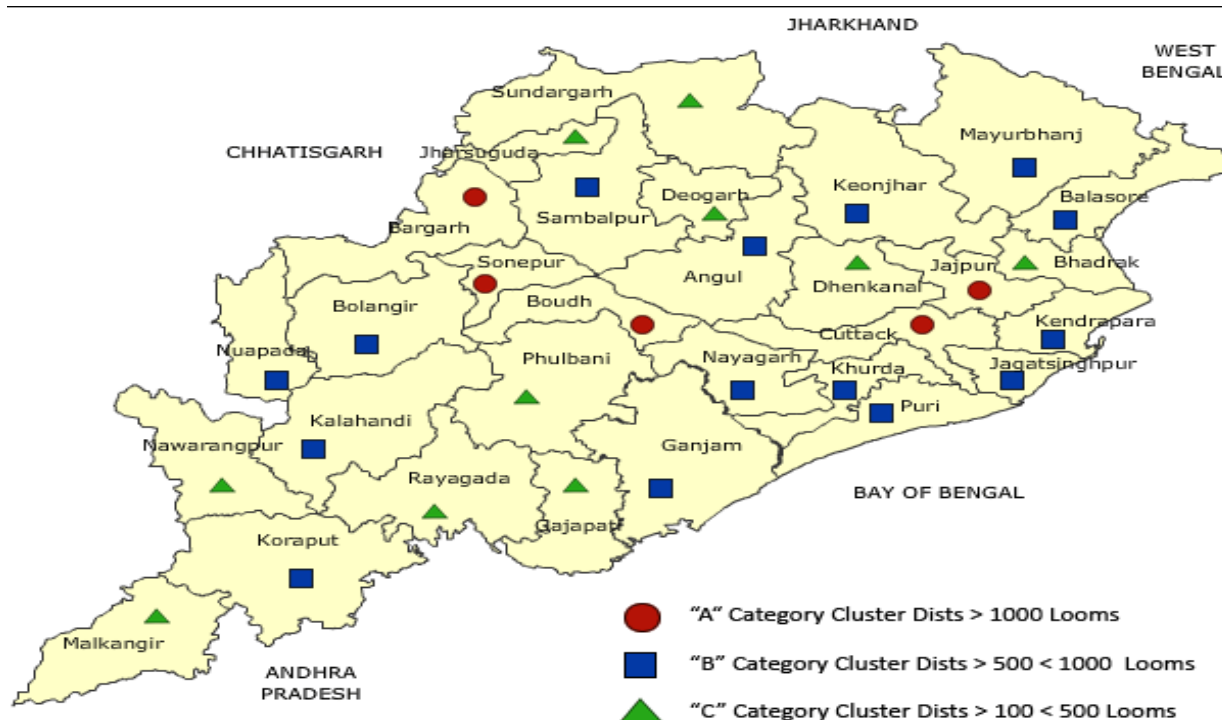 JHARKHAND
WEST
BENGAL
Sundargarh
Mayurbhanj
CHHATISGARH
Jharsuguda
Deogarh
Keonjhar
Balasore
Sambalpur
Bargarh
Sonepur
Angul
Jajpur
Bhadrak
Dhenkanal
Bolangir
Boudh
Kendrapara
Cuttack
Nuapada
Phulbani
Nayagarh
Khurda
Jagatsinghpur
Puri
Kalahandi
Nawarangpur
Ganjam
Rayagada
BAY OF BENGAL
Gajapati
Koraput
Malkangir
ANDHRA
PRADESH
"A" Category Cluster Dists > 1000 Looms
"B" Category Cluster Dists > 500 < 1000 Looms
"C" Category Cluster Dists > 100 < 500 Looms